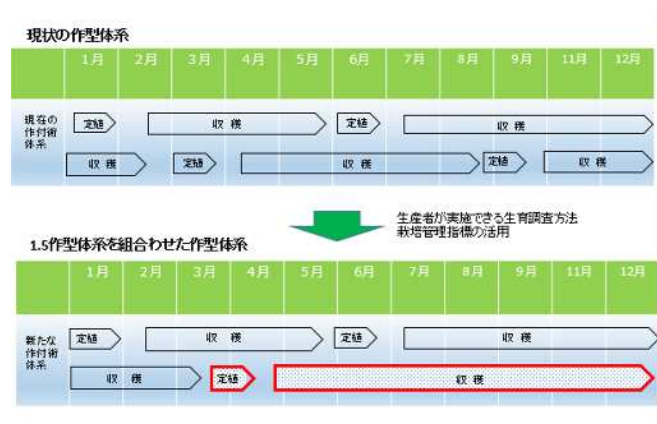 現状の作型体系
1月 2月 3月 4月 5月 6月 7月 8月 9月 11月 12月
現在の
作付術
体系
定植 収穫 定植 収穫
収穫 定植 収穫 定植 収穫
生産者が実施できる生育調査方法
栽培管理指標の活用
1.5作型体系を組合わせた作型体系
1月 2月 3月 4月 5月 6月 7月 8月 9月 11月 12月
新たな
作付術
体系
定植 収穫 定植 収穫
収穫 定植 収穫